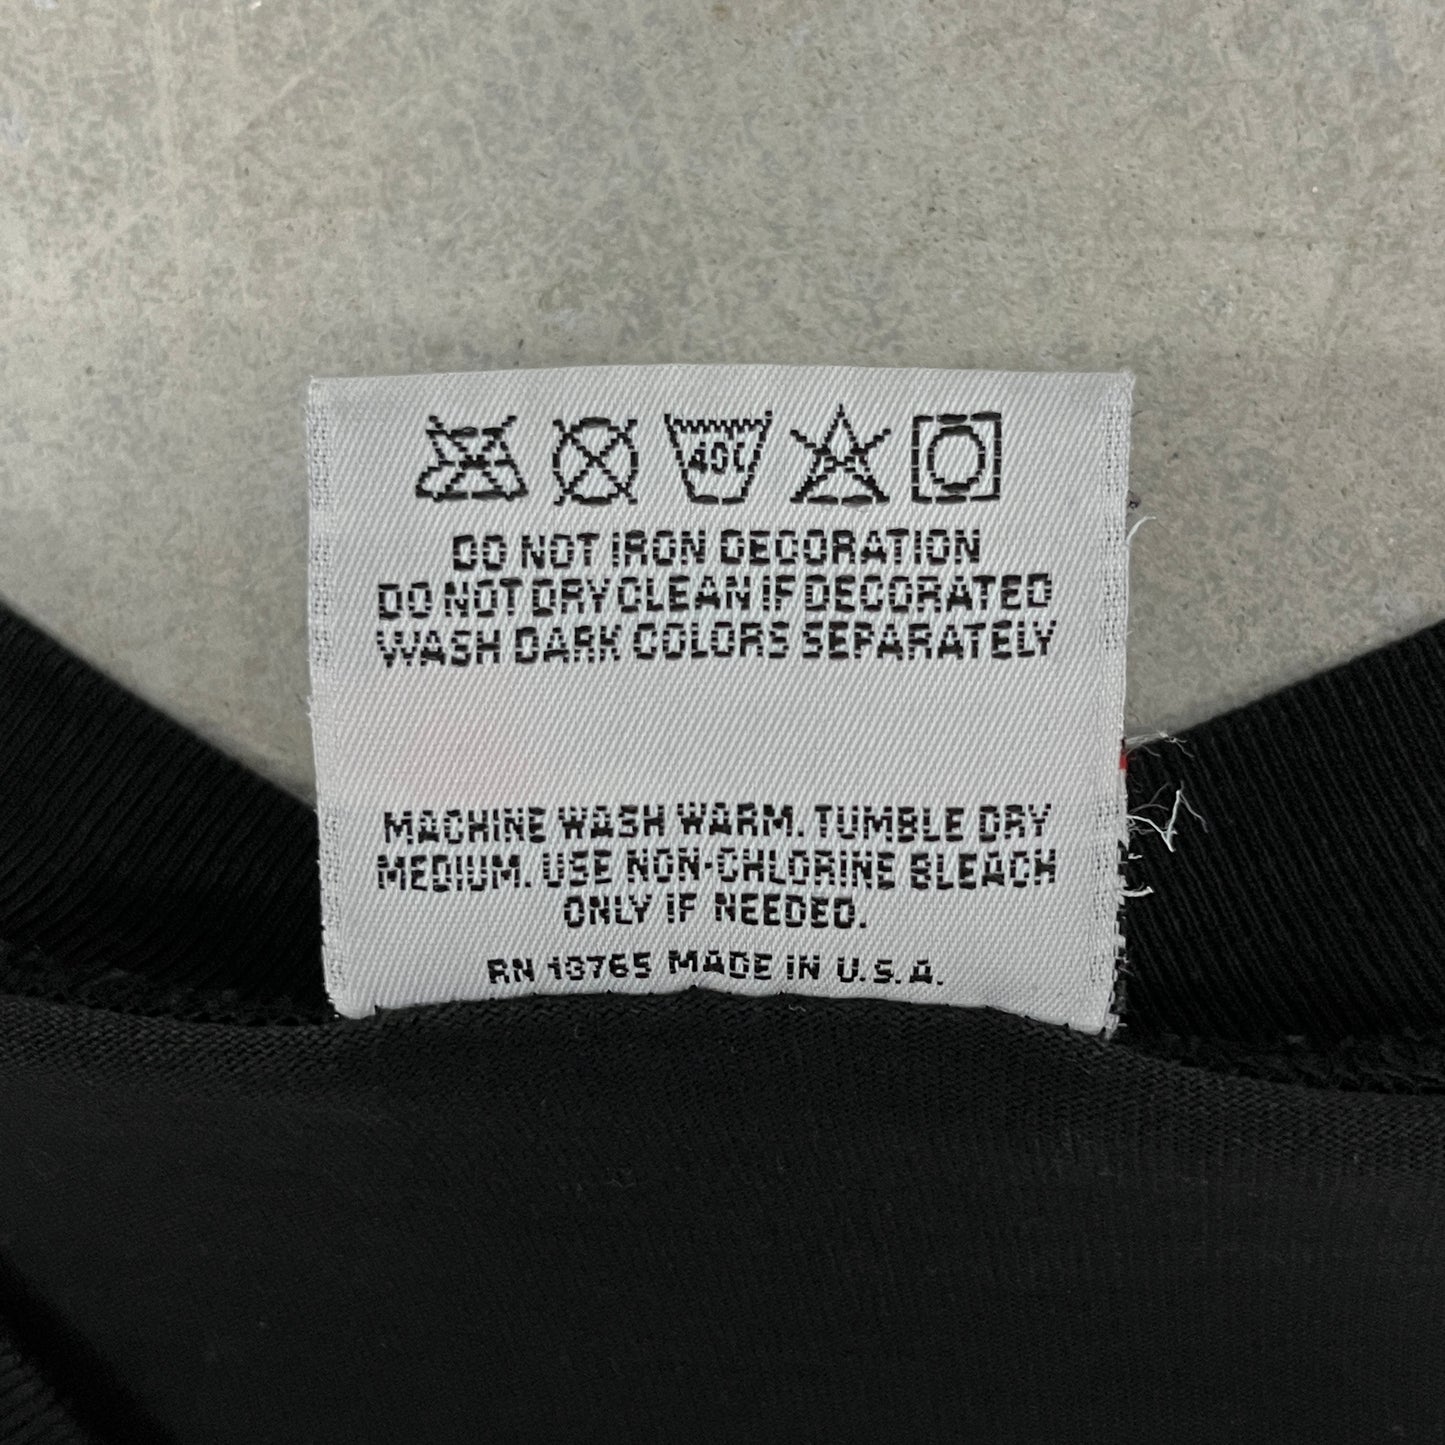 40C
DO NOT IRON DECORATION
DO NOT DRY CLEAN IF DECORATED
WASH DARK COLORS SEPARATELY
MACHINE WASH WARM. TUMBLE DRY
MEDIUM. USE NON-CHLORINE BLEACH
ONLY IF NEEDED.
RN 13765 MADE IN U.S.A.